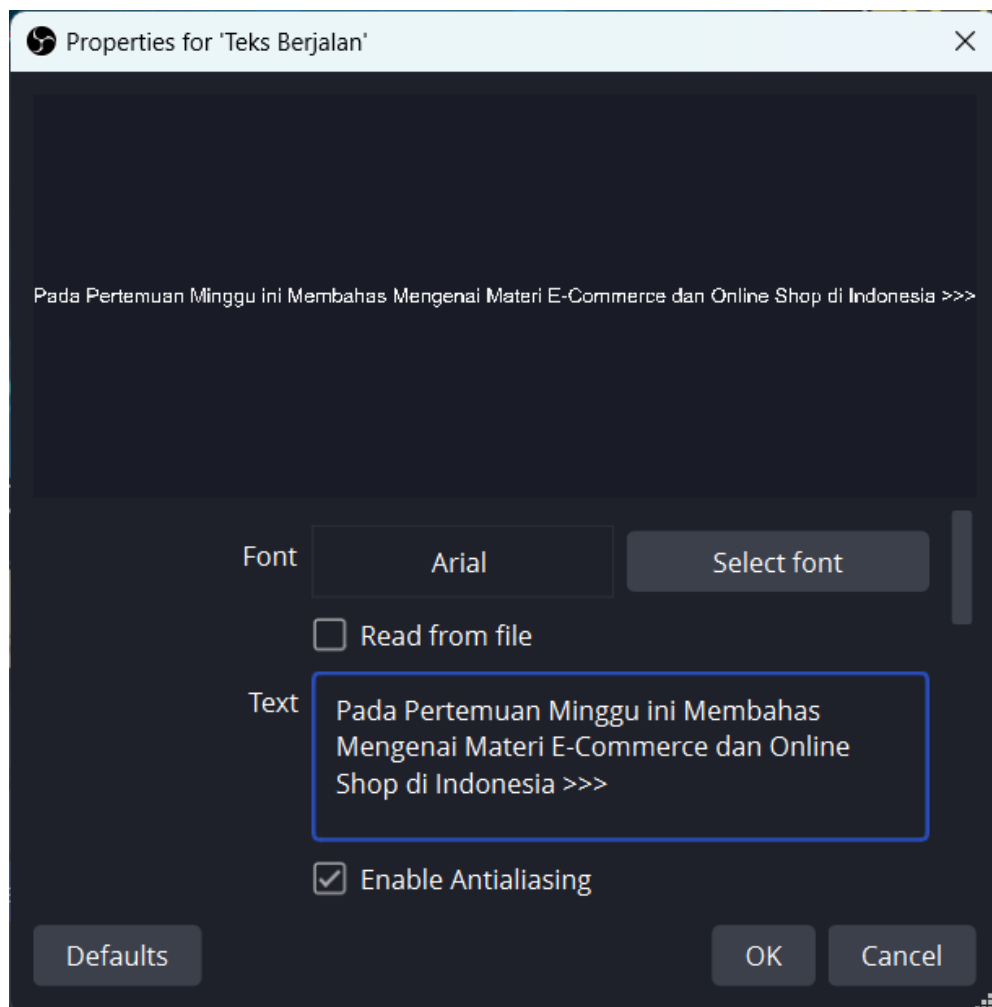 Properties for 'Teks Berjalan'
Pada Pertemuan Minggu ini Membahas Mengenai Materi E-Commerce dan Online Shop di Indonesia >>>
Font
Arial
Select font
Read from file
Text
Pada Pertemuan Minggu ini Membahas
Mengenai Materi E-Commerce dan Online
Shop di Indonesia >>>
Enable Antialiasing
Defaults
OK
Cancel